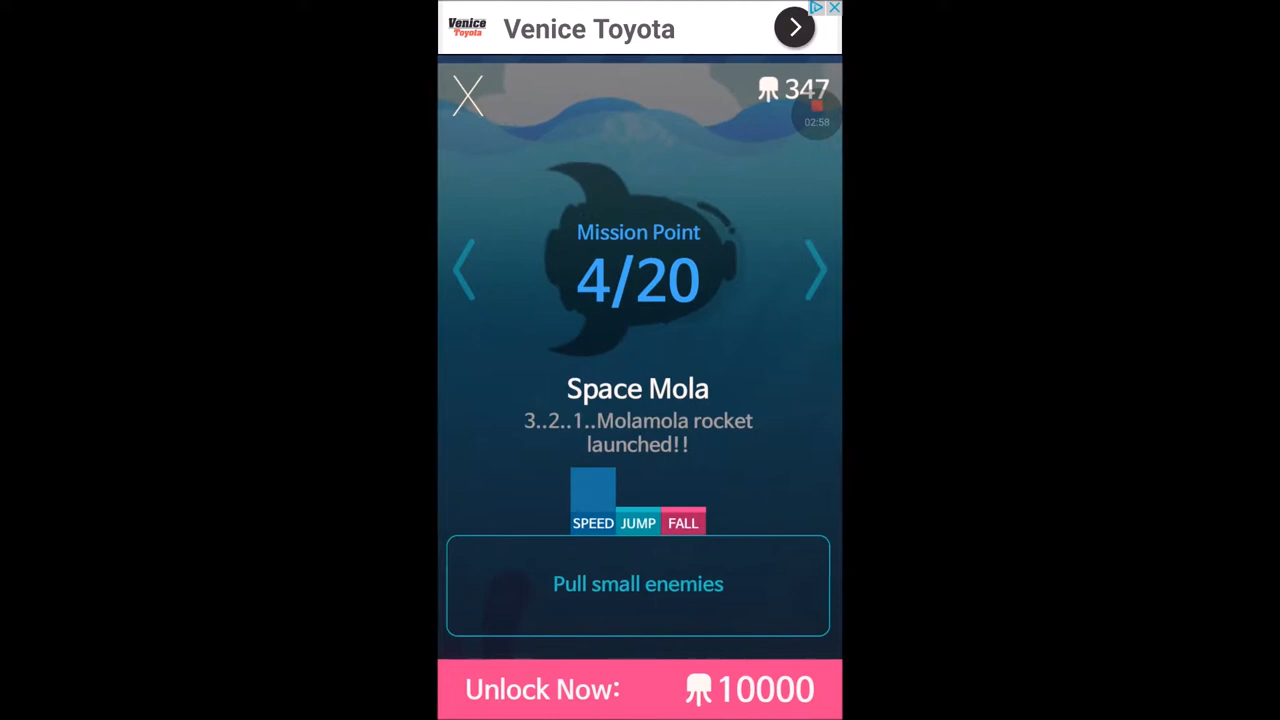 Venice
Toyota
Venice Toyota
347
02:58
Mission Point
4/20
Space Mola
3..2..1..Molamola rocket
launched!!
SPEED JUMP FALL
Pull small enemies
Unlock Now: 10000